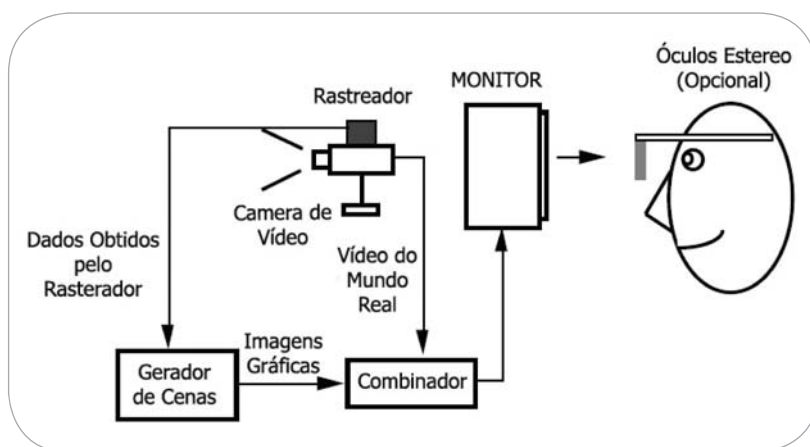 Óculos Estereo
(Opcional)
MONITOR
Rastreador
Camera de
Vídeo
Dados Obtidos
pelo
Rasterador
Vídeo do
Mundo
Real
Imagens
Gráficas
Gerador
de Cenas
Combinador